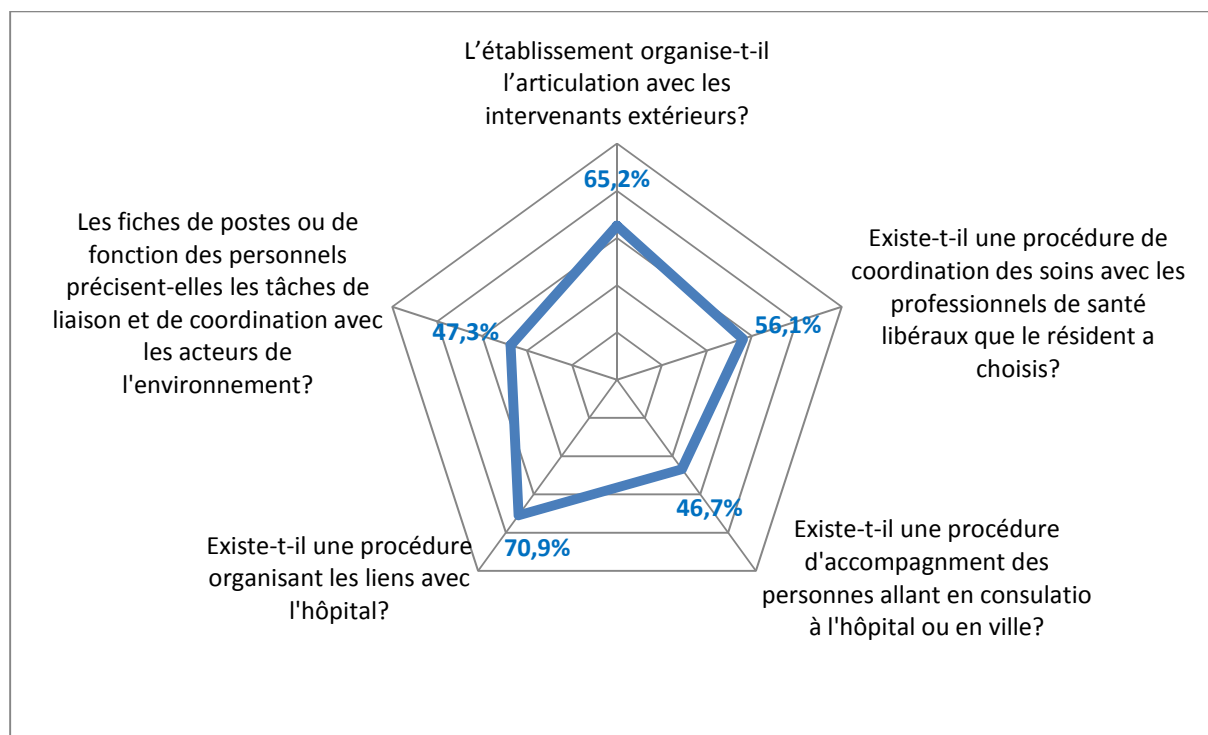 L’établissement organise-t-il
l’articulation avec les
intervenants extérieurs?
65,2%
Existe-t-il une procédure de
coordination des soins avec les
professionnels de santé
libéraux que le résident a
choisis?
56,1%
Existe-t-il une procédure
d'accompagnment des
personnes allant en consulatio
à l'hôpital ou en ville?
46,7%
Existe-t-il une procédure
organisant les liens avec
l'hôpital?
70,9%
Les fiches de postes ou de
fonction des personnels
précisent-elles les tâches de
liaison et de coordination avec
les acteurs de
l'environnement?
47,3%